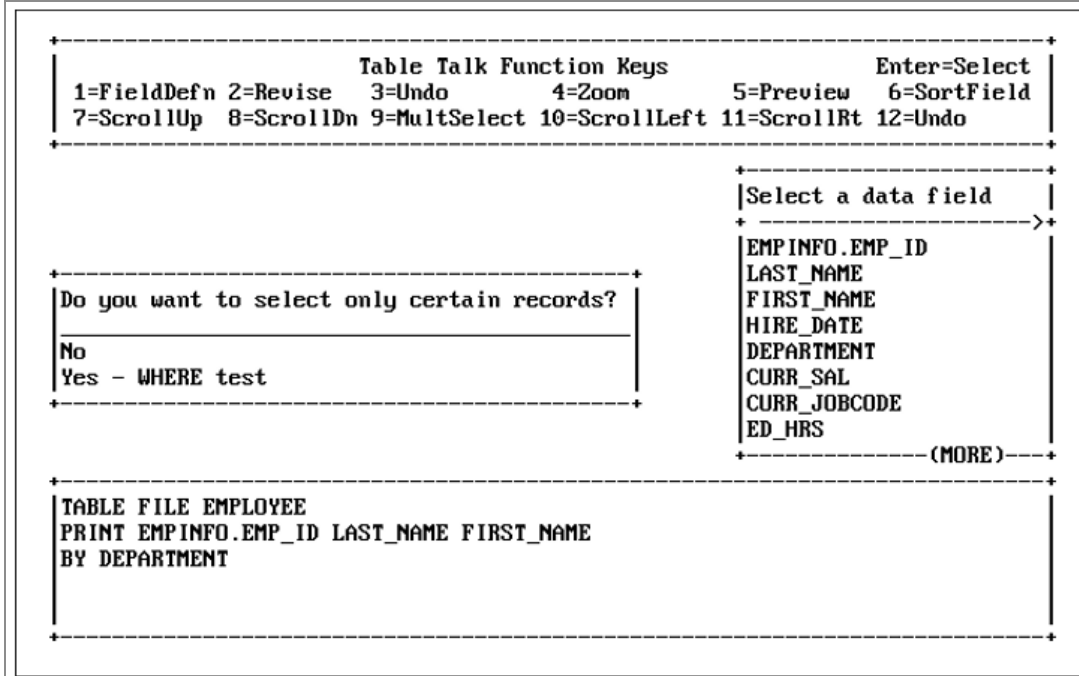 Table Talk Function Keys Enter=Select
1=FieldDefn 2=Revise 3=Undo 4=Zoom 5=Preview 6=SortField
7=ScrollUp 8=ScrollDn 9=MultSelect 10=ScrollLeft 11=ScrollRt 12=Undo
Select a data field
EMPINFO.EMP_ID
LAST_NAME
FIRST_NAME
HIRE_DATE
DEPARTMENT
CURR_SAL
CURR_JOBCODE
ED_HRS
(MORE)
Do you want to select only certain records?
No
Yes - WHERE test
TABLE FILE EMPLOYEE
PRINT EMPINFO.EMP_ID LAST_NAME FIRST_NAME
BY DEPARTMENT